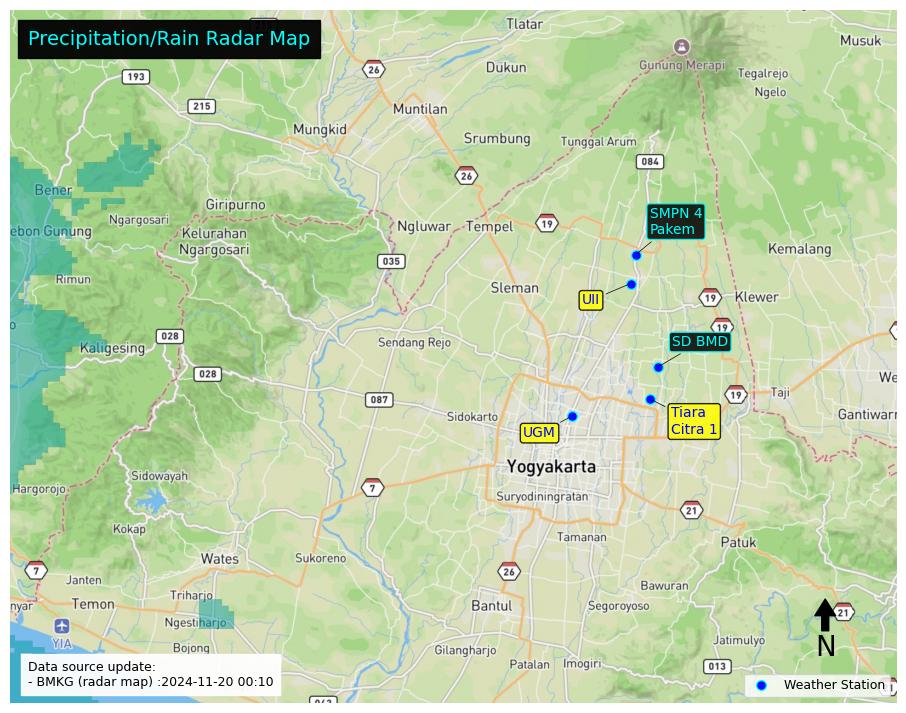 Precipitation/Rain Radar Map
Tlatar
Musuk
26
Dukun
Gunung Merapi
193
Tegalrejo
Ngelo
215
Muntilan
Mungkid
Srumbung
Tunggal Arum
084
26
Bener
Giripurno
SMPN 4
Pakem
Ngargosari
Ngluwar
Tempel
19
ebon Gunung
Kelurahan
Ngargosari
Kemalang
035
Rimun
Sleman
UII
19
Klewer
19
028
Sendang Rejo
SD BMD
Kaligesing
028
We
087
19
Taji
Sidokarto
Tiara
Citra 1
Gantiwarn
UGM
Yogyakarta
Sidowayah
Hargorojo
7
Suryodiningratan
21
Kokap
Tamanan
Patuk
Wates
Sukoreno
7
26
Janten
Bawuran
Triharjo
nyar
Temon
Bantul
Segoroyoso
21
Ngestiharjo
YIA
Jatimulyo
N
Bojong
Gilangharjo
Patalan
Imogiri
013
Data source update:
- BMKG (radar map) :2024-11-20 00:10
Weather Station